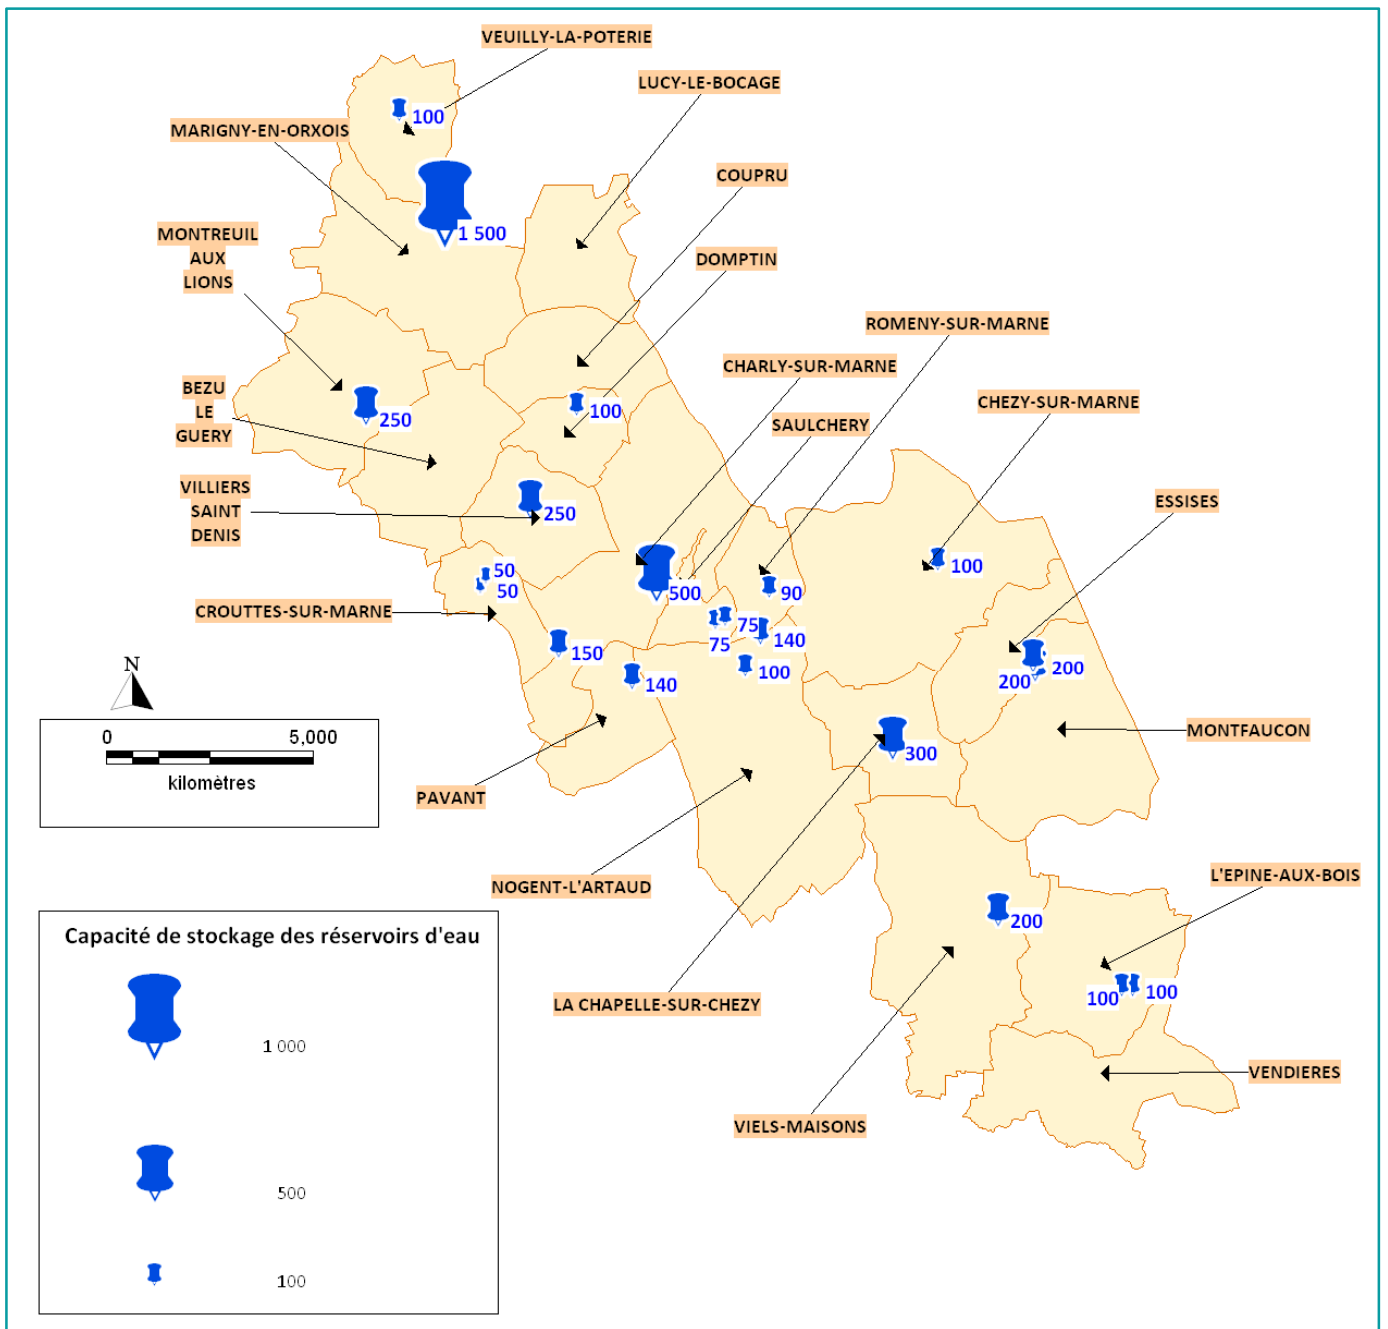 VEUILLY-LA-POTERIE
LUCY-LE-BOCAGE
100
MARIGNY-EN-ORXOIS
COUPRU
1 500
MONTREUIL
AUX
LIONS
DOMPTIN
ROMENY-SUR-MARNE
CHARLY-SUR-MARNE
BEZU
LE
GUERY
250
100
CHEZY-SUR-MARNE
SAULCHERY
VILLIERS
SAINT
DENIS
250
ESSISES
50
50
500
90
100
CROUTTES-SUR-MARNE
75
75
140
150
100
140
200
200
N
0 5,000
kilomètres
MONTFAUCON
300
PAVANT
NOGENT-L'ARTAUD
L'EPINE-AUX-BOIS
200
Capacité de stockage des réservoirs d'eau
1 000
500
100
LA CHAPELLE-SUR-CHEZY
100
100
VENDIERES
VIELS-MAISONS